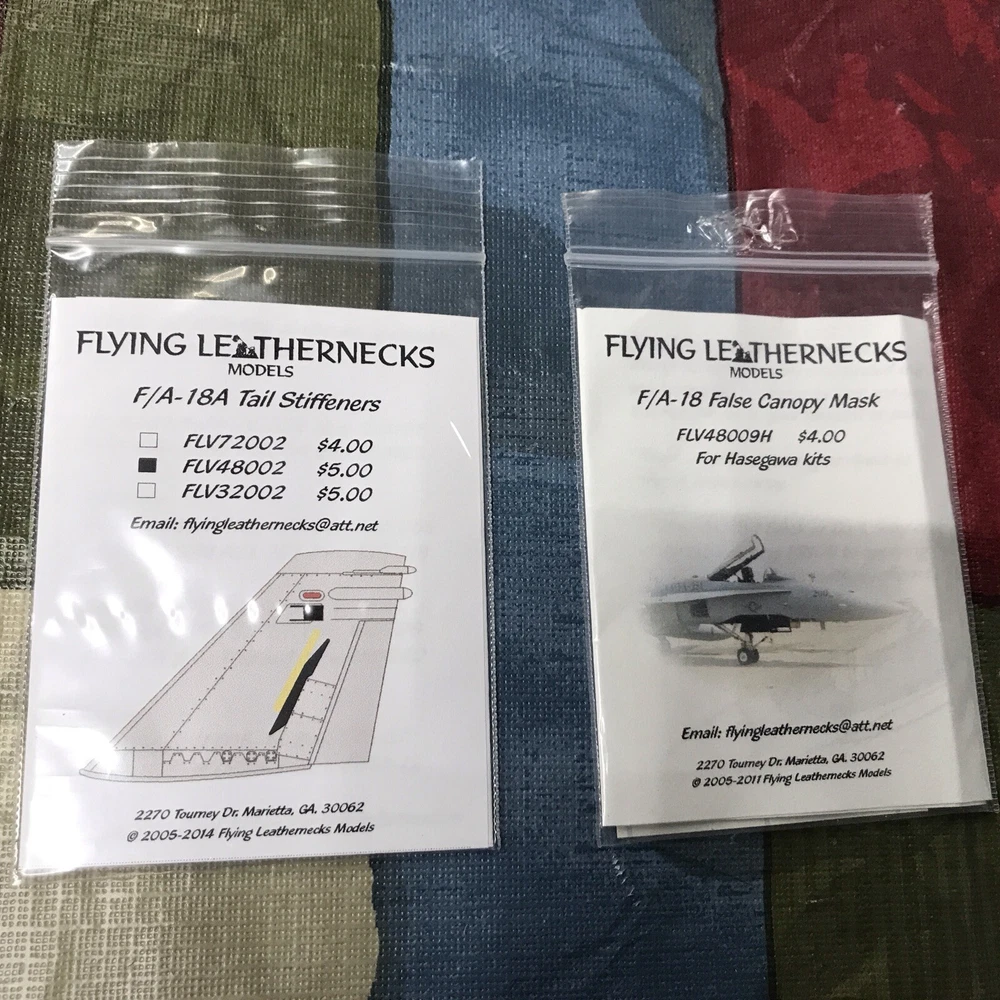 FLYING LEATHERNECKS
MODELS
F/A-18A Tail Stiffeners
FLV72002 $4.00
FLV48002 $5.00
FLV32002 $5.00
Email: flyingleathernecks@att.net
2270 Tourney Dr. Marietta, GA. 30062
© 2005-2014 Flying Leathernecks Models
FLYING LEATHERNECKS
MODELS
F/A-18 False Canopy Mask
FLV48009H $4.00
For Hasegawa kits
Email: flyingleathernecks@att.net
2270 Tourney Dr. Marietta, GA. 30062
© 2005-2011 Flying Leathernecks Models